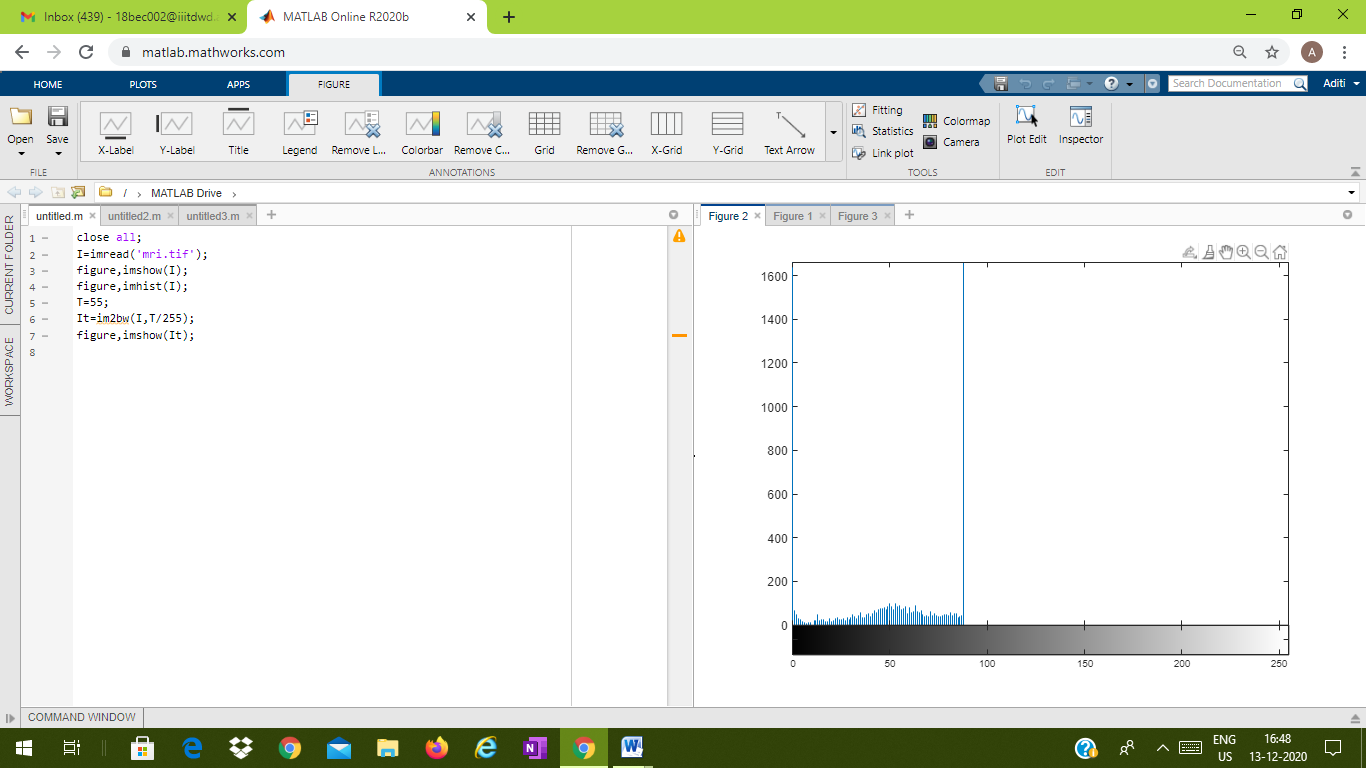 Inbox (439) - 18bec002@iiitdwd.
MATLAB Online R2020b
matlab.mathworks.com
A
HOME PLOTS APPS FIGURE
Search Documentation
Aditi
Open
Save
X-Label Y-Label Title Legend Remove L... Colorbar Remove C... Grid Remove G... X-Grid Y-Grid Text Arrow
Fitting
Statistics
Link plot
Colormap
Camera
Plot Edit
Inspector
FILE ANNOTATIONS TOOLS EDIT
/ › MATLAB Drive ›
CURRENT FOLDER
WORKSPACE
untitled.m untitled2.m untitled3.m
1 close all;
2 I=imread('mri.tif');
3 figure,imshow(I);
4 figure,imhist(I);
5 T=55;
6 It=im2bw(I,T/255);
7 figure,imshow(It);
8
Figure 2 Figure 1 Figure 3
1600
1400
1200
1000
800
600
400
200
0
0 50 100 150 200 250
COMMAND WINDOW
ENG
US
16:48
13-12-2020